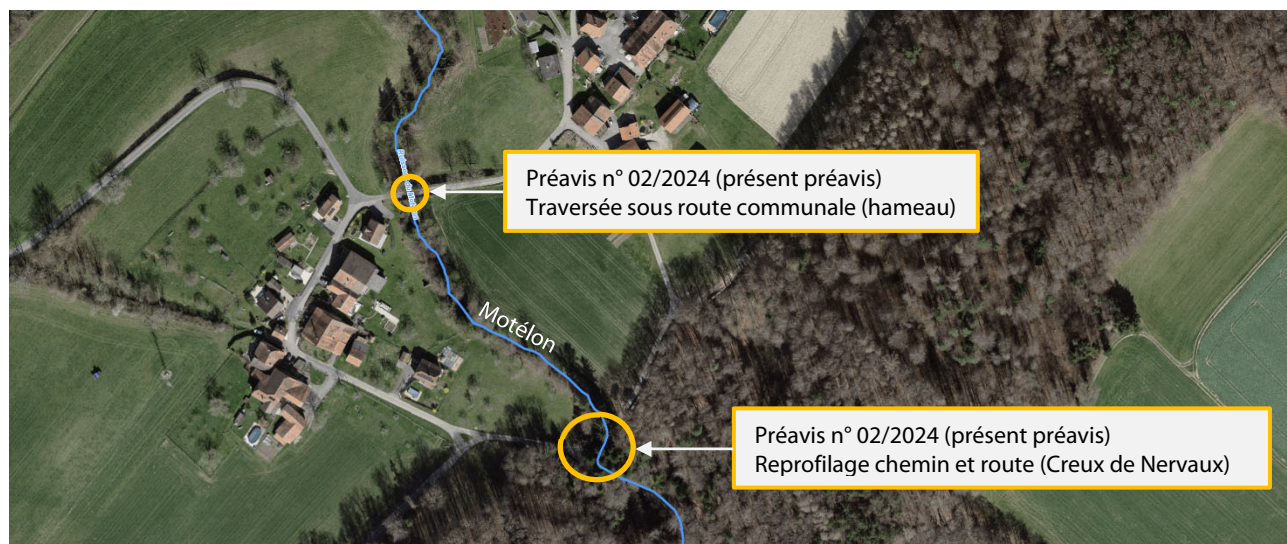 Préavis n° 02/2024 (présent préavis)
Traversée sous route communale (hameau)
Motélon
Préavis n° 02/2024 (présent préavis)
Reprofilage chemin et route (Creux de Nervaux)